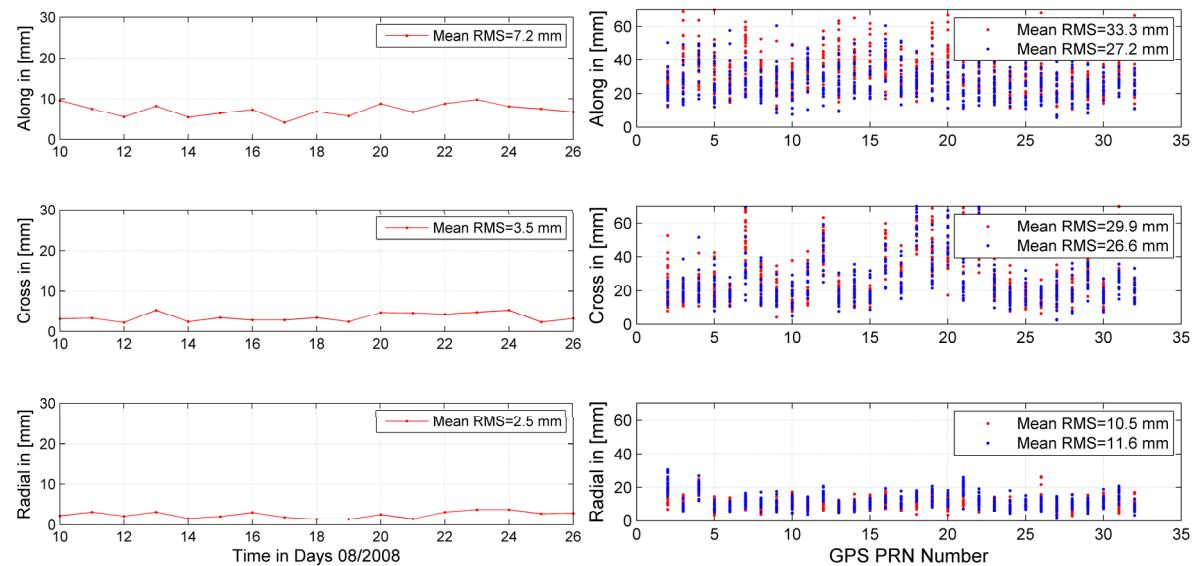 Along in [mm]
30
20
10
0
Mean RMS=7.2 mm
10 12 14 16 18 20 22 24 26
Cross in [mm]
30
20
10
0
Mean RMS=3.5 mm
10 12 14 16 18 20 22 24 26
Radial in [mm]
30
20
10
0
Mean RMS=2.5 mm
10 12 14 16 18 20 22 24 26
Time in Days 08/2008
Along in [mm]
60
40
20
0
Mean RMS=33.3 mm
Mean RMS=27.2 mm
0 5 10 15 20 25 30 35
Cross in [mm]
60
40
20
0
Mean RMS=29.9 mm
Mean RMS=26.6 mm
0 5 10 15 20 25 30 35
Radial in [mm]
60
40
20
0
Mean RMS=10.5 mm
Mean RMS=11.6 mm
0 5 10 15 20 25 30 35
GPS PRN Number